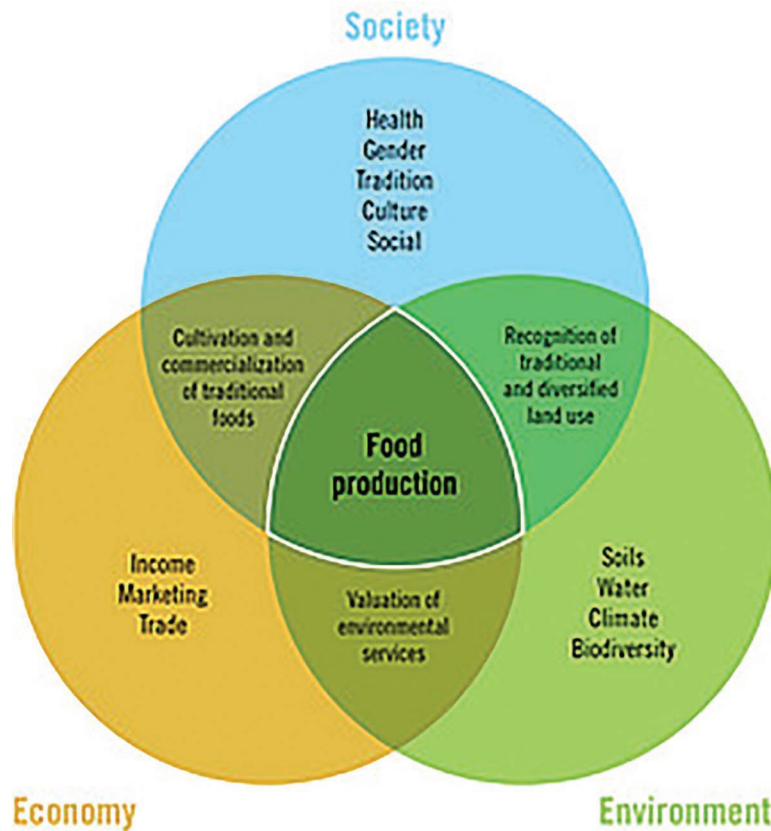 Society
Health
Gender
Tradition
Culture
Social
Cultivation and
commercialization
of traditional
foods
Recognition of
traditional
and diversified
land use
Food
production
Income
Marketing
Trade
Valuation of
environmental
services
Soils
Water
Climate
Biodiversity
Economy
Environment